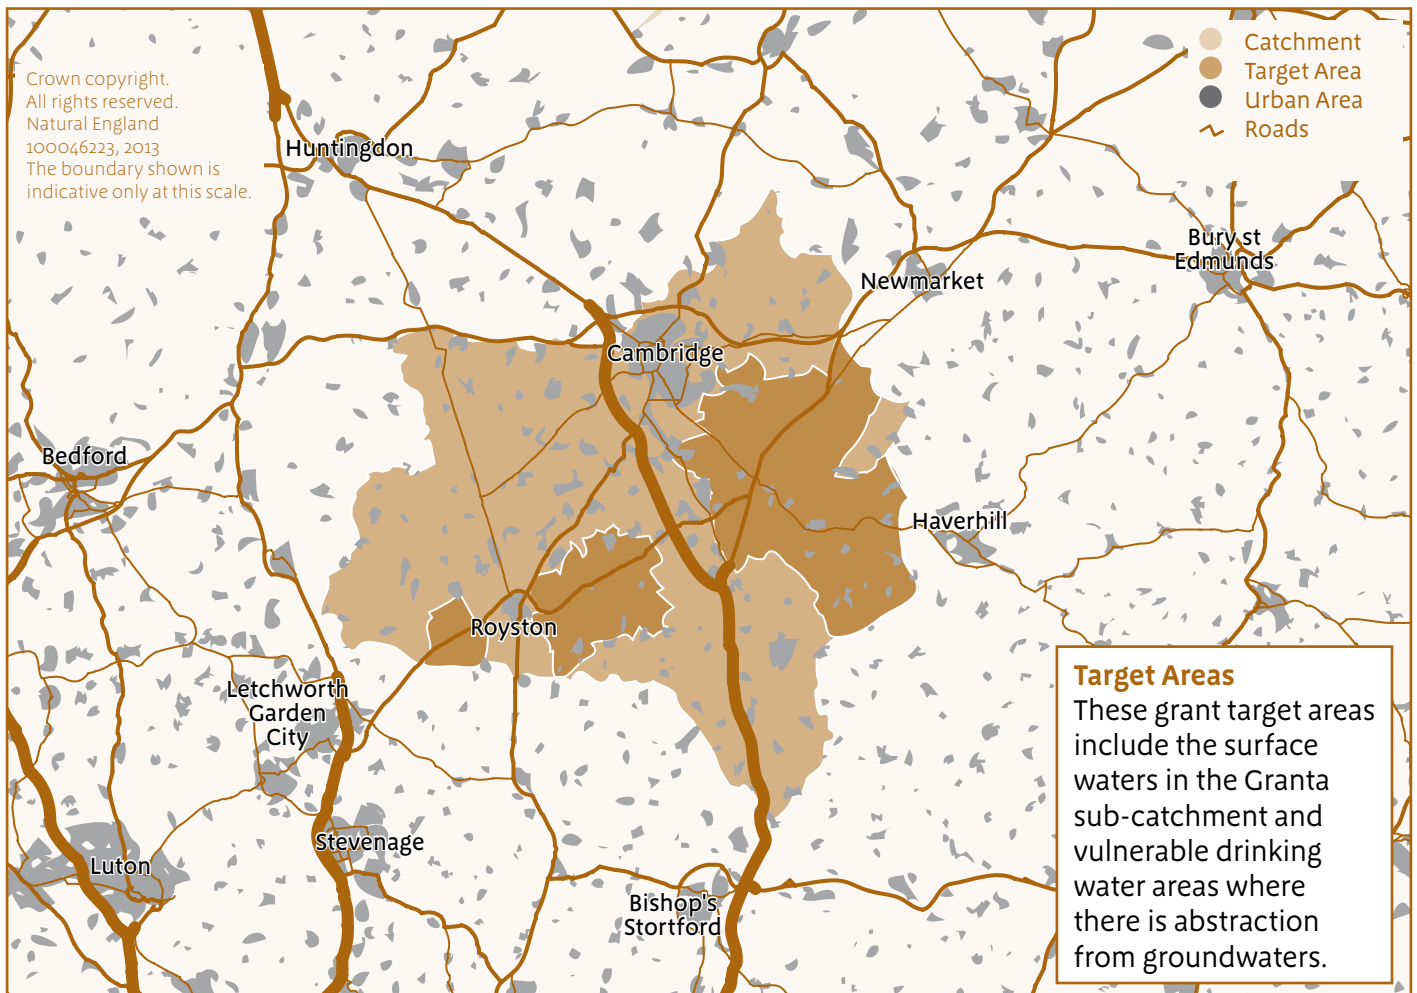 Crown copyright.
All rights reserved.
Natural England
100046223, 2013
The boundary shown is
indicative only at this scale.
Catchment
Target Area
Urban Area
Roads
Huntingdon
Bury st
Edmunds
Newmarket
Cambridge
Bedford
Haverhill
Royston
Letchworth
Garden
City
Stevenage
Luton
Bishop's
Stortford
Target Areas
These grant target areas
include the surface
waters in the Granta
sub-catchment and
vulnerable drinking
water areas where
there is abstraction
from groundwaters.